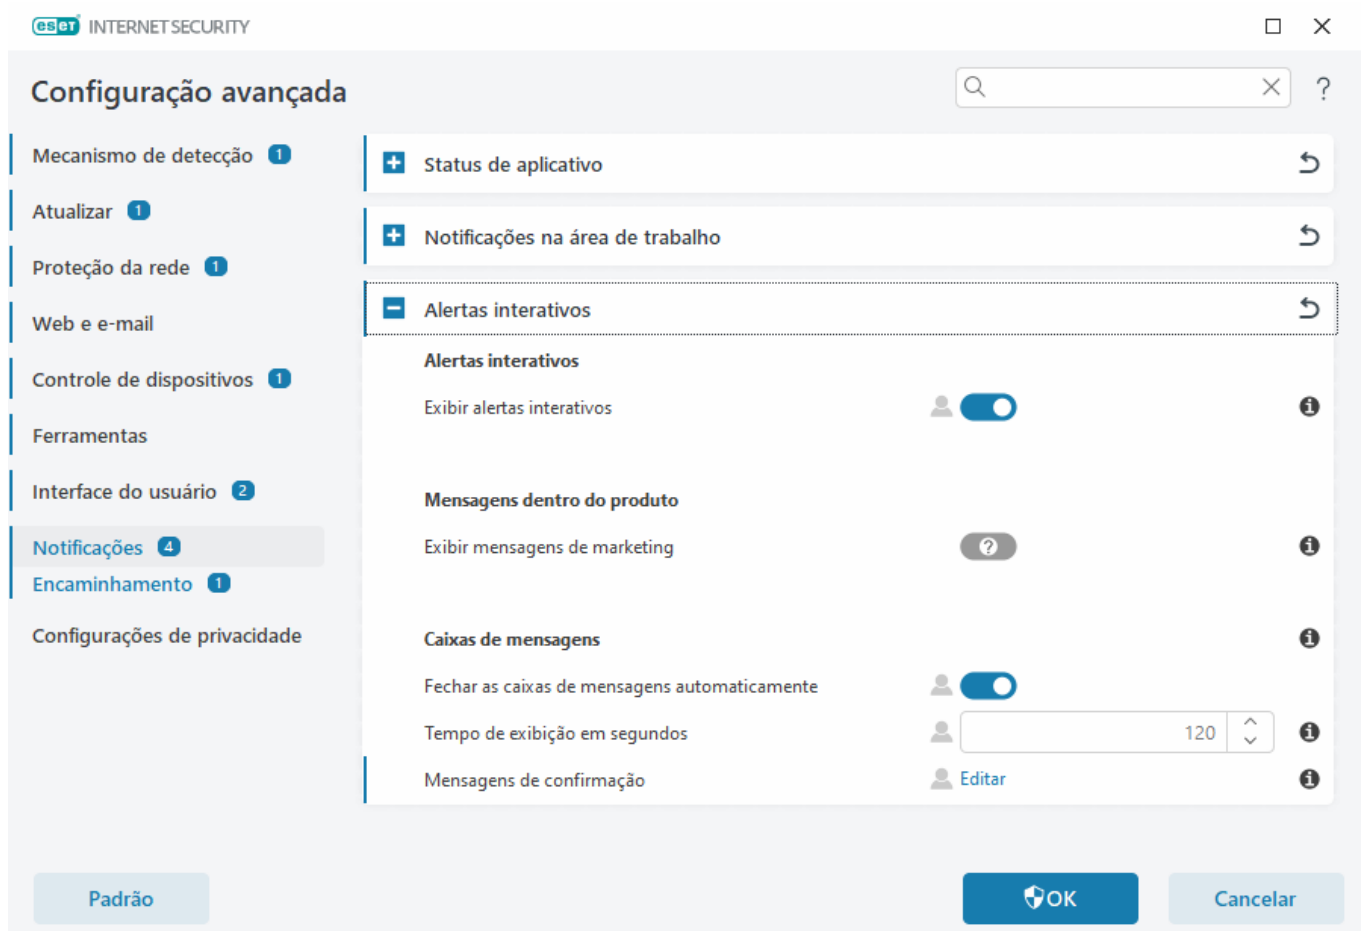 eseT INTERNET SECURITY
Configuração avançada
?
Mecanismo de detecção 1
Atualizar 1
Proteção da rede 1
Web e e-mail
Controle de dispositivos 1
Ferramentas
Interface do usuário 2
Notificações 4
Encaminhamento 1
Configurações de privacidade
Status de aplicativo
Notificações na área de trabalho
Alertas interativos
Alertas interativos
Exibir alertas interativos
Mensagens dentro do produto
Exibir mensagens de marketing ?
Caixas de mensagens
Fechar as caixas de mensagens automaticamente
Tempo de exibição em segundos 120
Mensagens de confirmação Editar
Padrão
OK
Cancelar